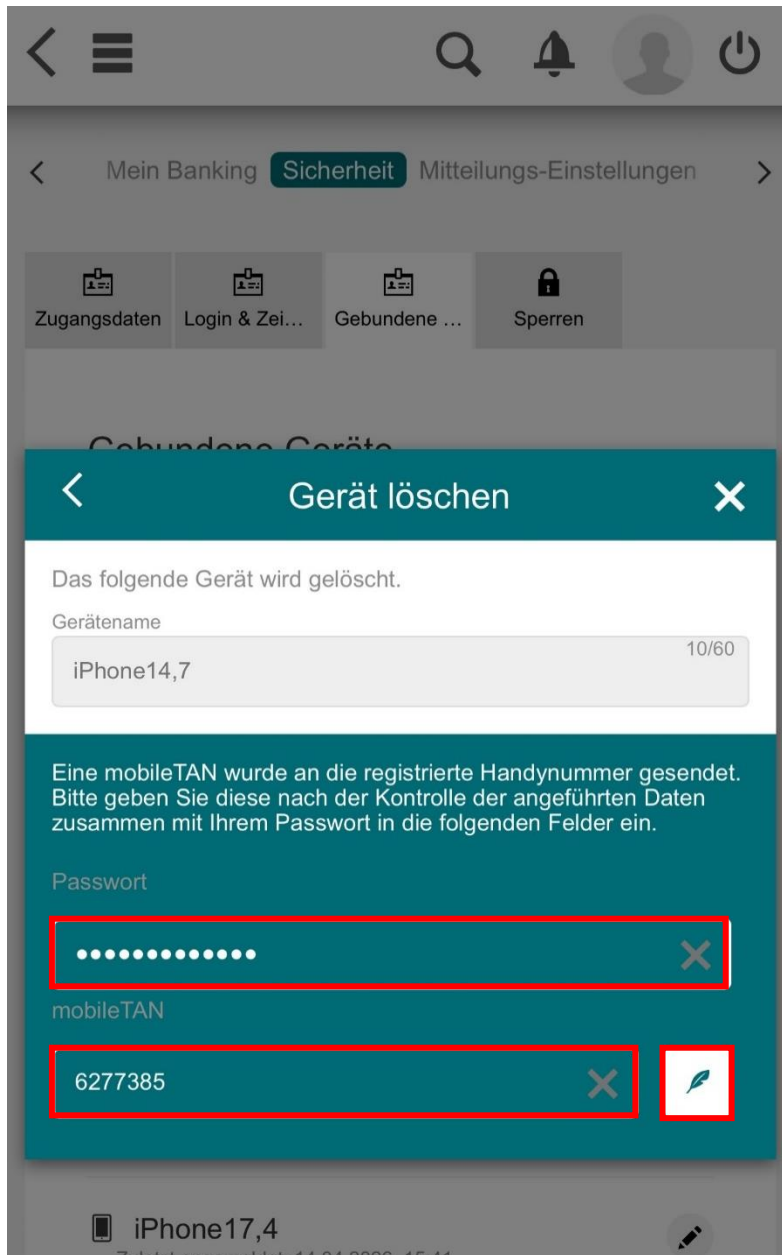 Mein Banking Sicherheit Mitteilungs-Einstellungen
Zugangsdaten Login & Zei... Gebundene ... Sperren
Gebundene Geräte
Gerät löschen
Das folgende Gerät wird gelöscht.
Gerätename
10/60
iPhone14,7
Eine mobileTAN wurde an die registrierte Handynummer gesendet.
Bitte geben Sie diese nach der Kontrolle der angeführten Daten
zusammen mit Ihrem Passwort in die folgenden Felder ein.
Passwort
•••••••••••••
mobileTAN
6277385
iPhone17,4